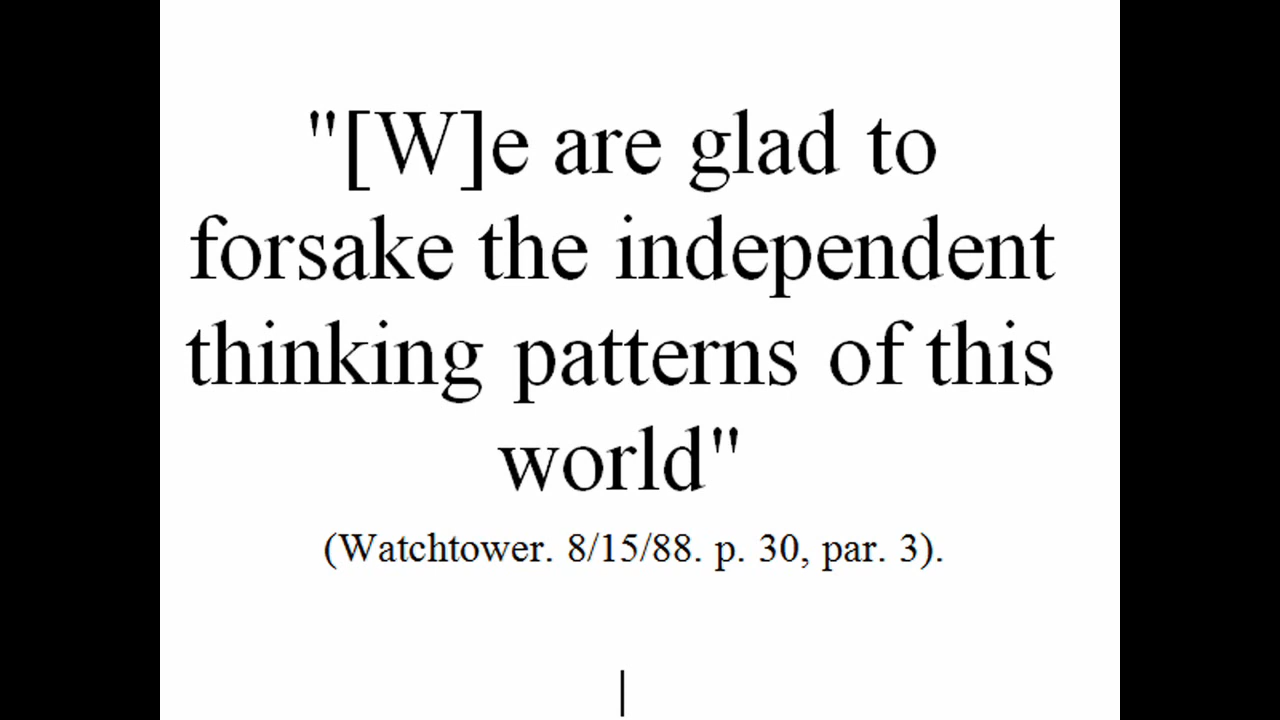 "[W]e are glad to
forsake the independent
thinking patterns of this
world"
(Watchtower. 8/15/88. p. 30, par. 3).